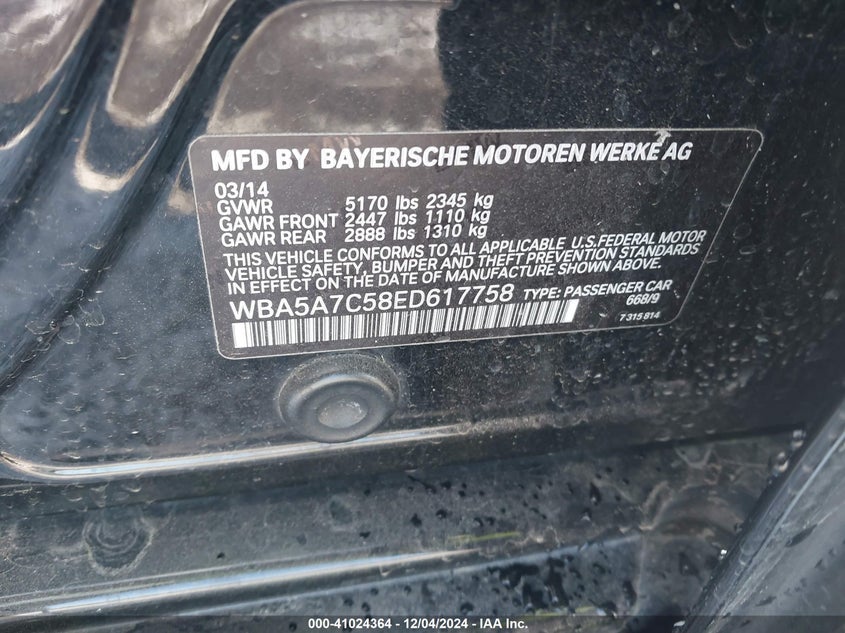 MFD BY BAYERISCHE MOTOREN WERKE AG
03/14
GVWR 5170 lbs 2345 kg
GAWR FRONT 2447 lbs 1110 kg
GAWR REAR 2888 lbs 1310 kg
THIS VEHICLE CONFORMS TO ALL APPLICABLE U.S.FEDERAL MOTOR
VEHICLE SAFETY, BUMPER AND THEFT PREVENTION STANDARDS
IN EFFECT ON THE DATE OF MANUFACTURE SHOWN ABOVE.
WBA5A7C58ED617758 TYPE: PASSENGER CAR
668/9
7 315 814
000-41024364 - 12/04/2024 - IAA Inc.